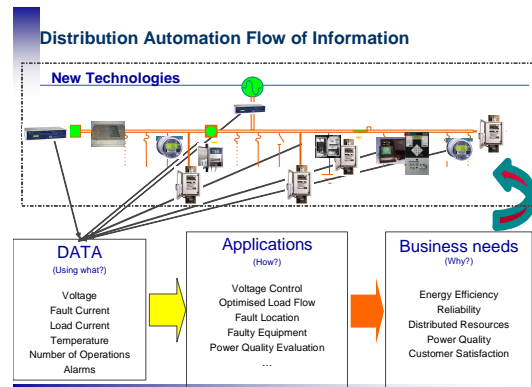 Distribution Automation Flow of Information
New Technologies
DATA
(Using what?)
Voltage
Fault Current
Load Current
Temperature
Number of Operations
Alarms
Applications
(How?)
Voltage Control
Optimised Load Flow
Fault Location
Faulty Equipment
Power Quality Evaluation
...
Business needs
(Why?)
Energy Efficiency
Reliability
Distributed Resources
Power Quality
Customer Satisfaction